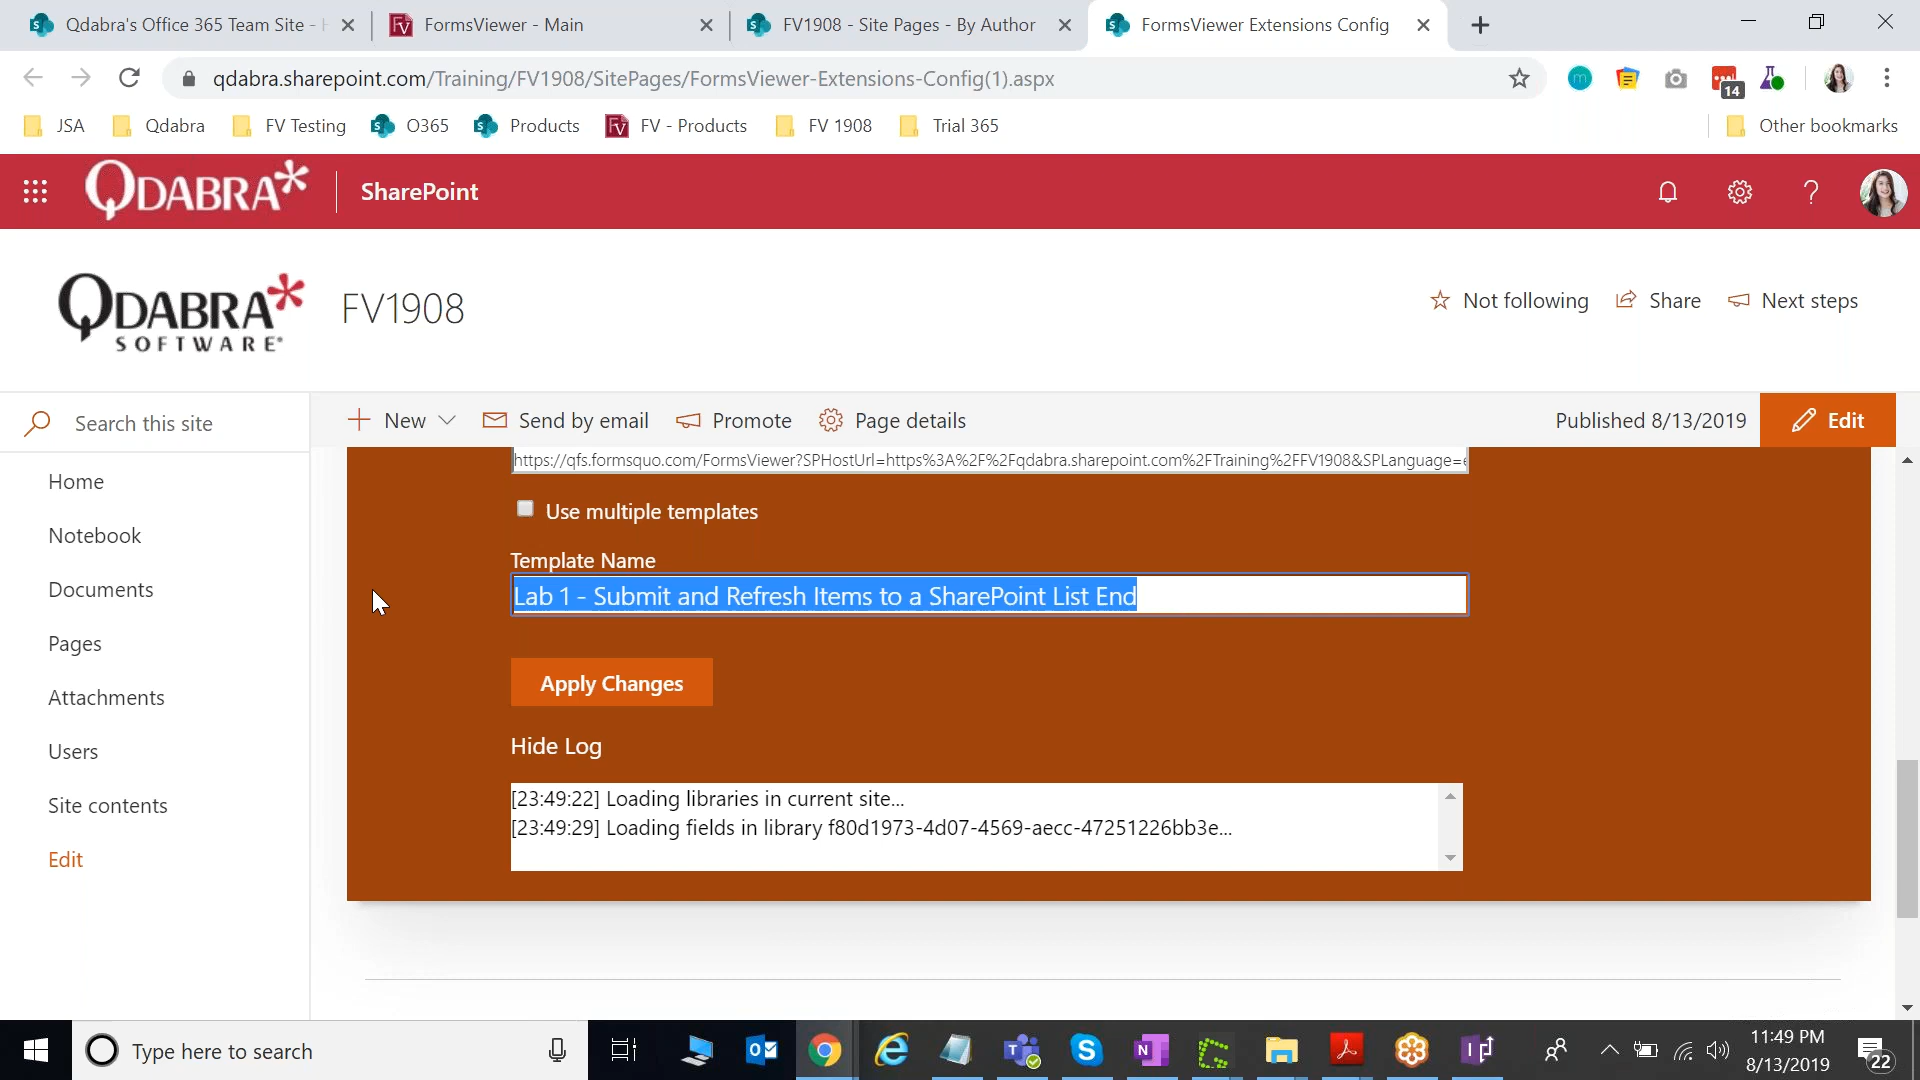 Qdabra's Office 365 Team Site - H
FormsViewer - Main
FV1908 - Site Pages - By Author
FormsViewer Extensions Config
qdabra.sharepoint.com/Training/FV1908/SitePages/FormsViewer-Extensions-Config(1).aspx
14
JSA
Qdabra
FV Testing
O365
Products
FV - Products
FV 1908
Trial 365
Other bookmarks
QDABRA*
SharePoint
QDABRA*
SOFTWARE
FV1908
Not following
Share
Next steps
Search this site
New
Send by email
Promote
Page details
Published 8/13/2019
Edit
Home
Notebook
Documents
Pages
Attachments
Users
Site contents
Edit
https://qfs.formsquo.com/FormsViewer?SPHostUrl=https%3A%2F%2Fqdabra.sharepoint.com%2FTraining%2FFV1908&SPLanguage=e
Use multiple templates
Template Name
Lab 1 - Submit and Refresh Items to a SharePoint List End
Apply Changes
Hide Log
[23:49:22] Loading libraries in current site...
[23:49:29] Loading fields in library f80d1973-4d07-4569-aecc-47251226bb3e...
Type here to search
11:49 PM
8/13/2019
22